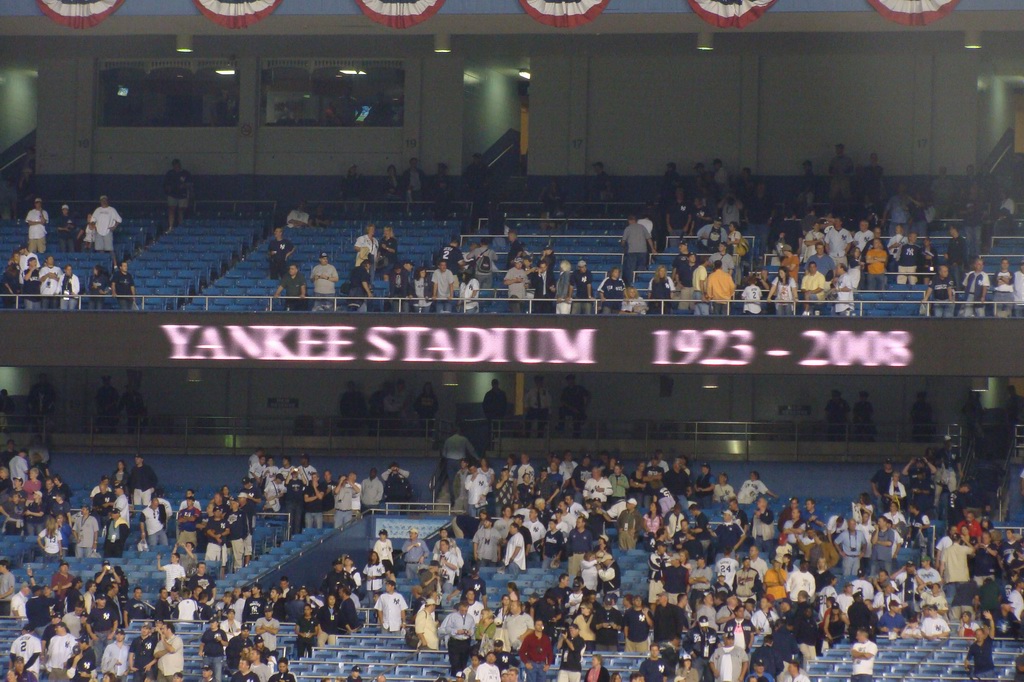 YANKEE STADIUM 1923 - 2008